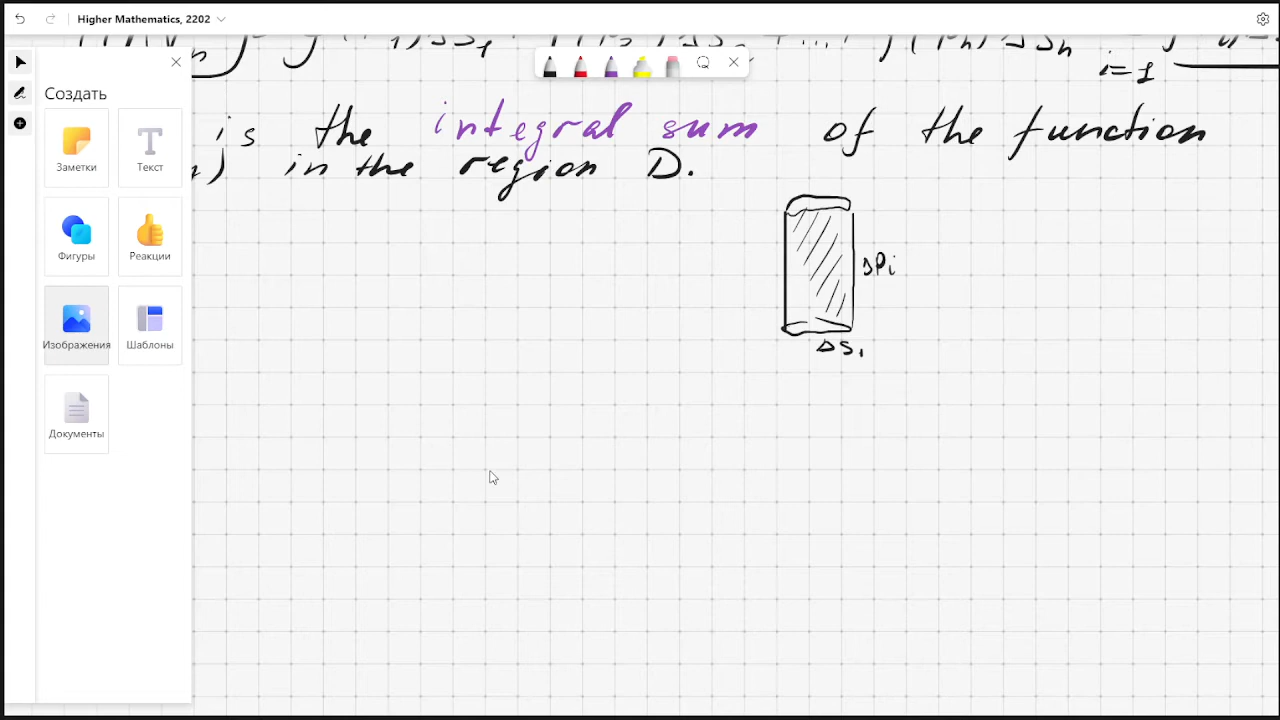 Higher Mathematics, 2202
i=1
Создать
Заметки
Текст
Фигуры
Реакции
Изображения
Шаблоны
Документы
is the integral sum of the function
in the region D.
ΔPi
ΔS₁